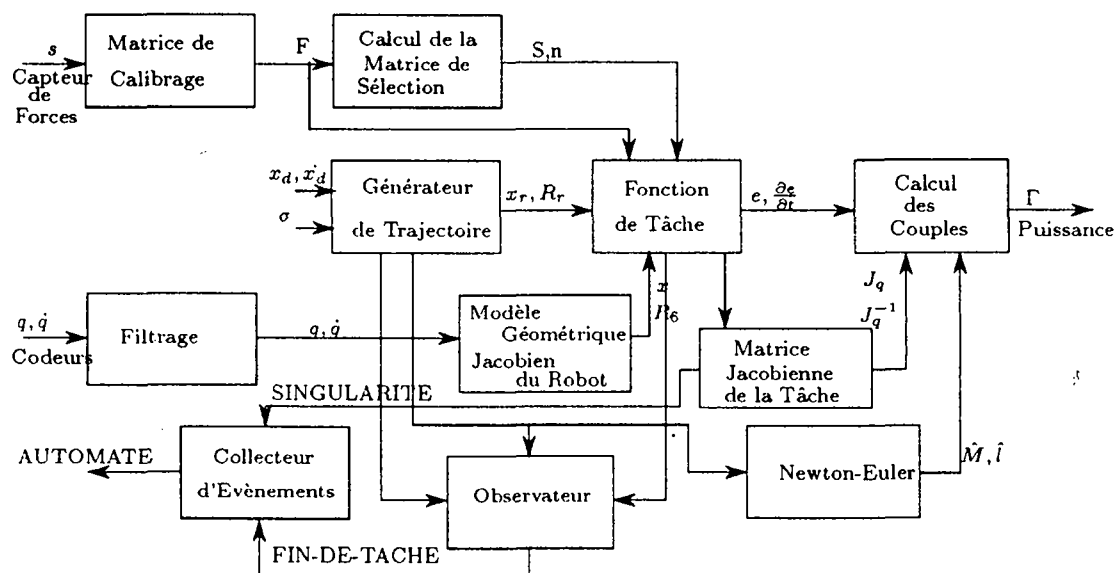 s
Capteur
de
Forces
Matrice de
Calibrage
F
Calcul de la
Matrice de
Sélection
S,n
x_d, ẋ_d
σ
Générateur
de Trajectoire
x_r, R_r
Fonction
de Tâche
e, ∂e/∂t
Calcul
des
Couples
Γ
Puissance
q, q̇
Codeurs
Filtrage
q, q̇
Modèle
Géométrique
Jacobien
du Robot
x
R_6
Matrice
Jacobienne
de la Tâche
J_q
J_q^{-1}
SINGULARITE
AUTOMATE
Collecteur
d'Evènements
Observateur
Newton-Euler
M̂, l̂
FIN-DE-TACHE